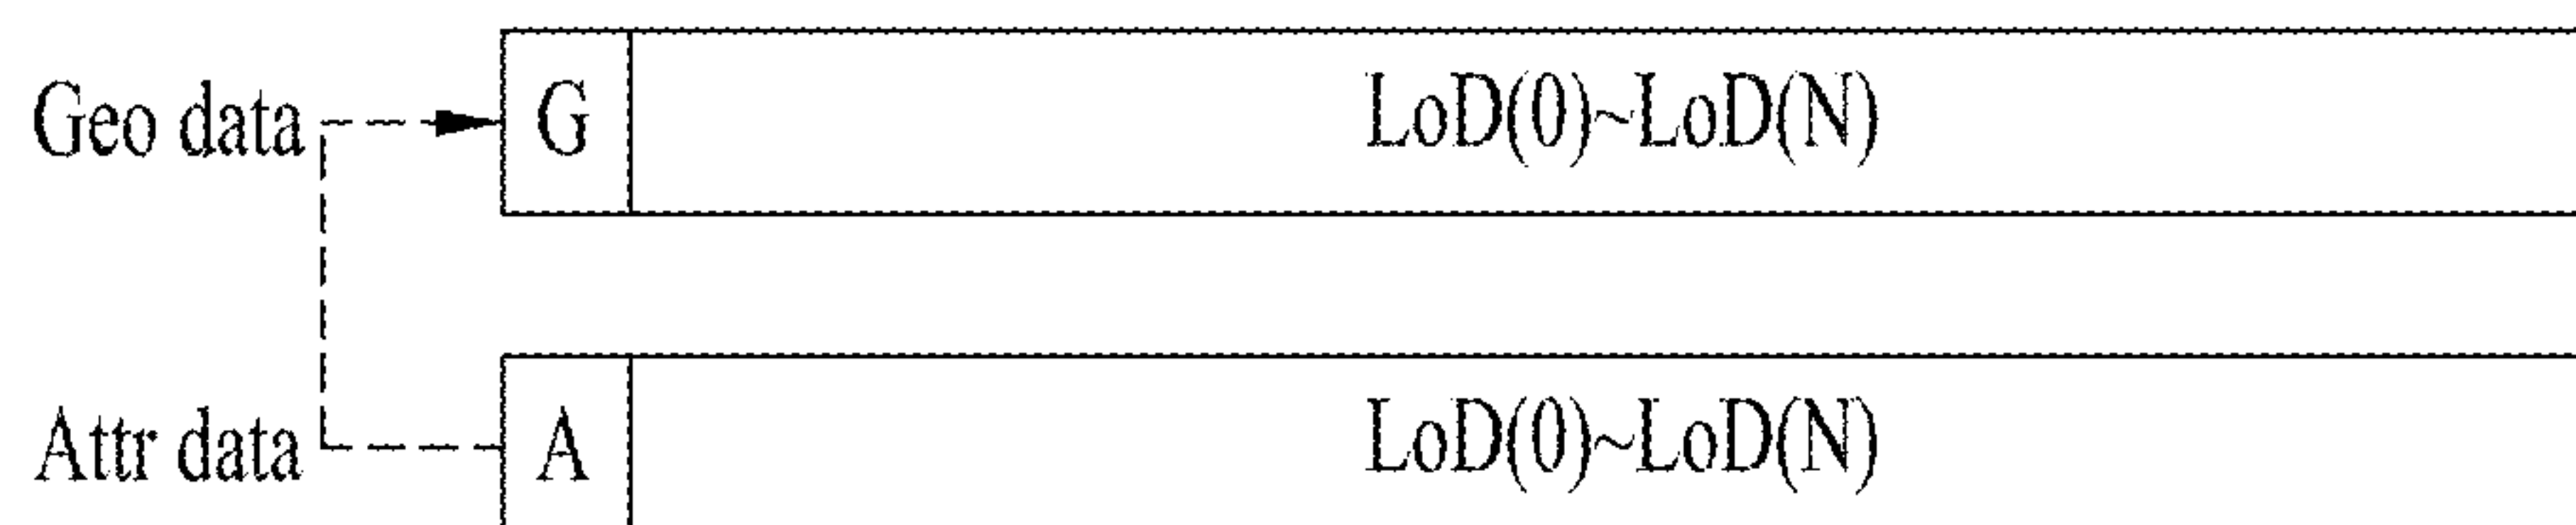 Geo data G LoD(0)~LoD(N)
Attr data A LoD(0)~LoD(N)